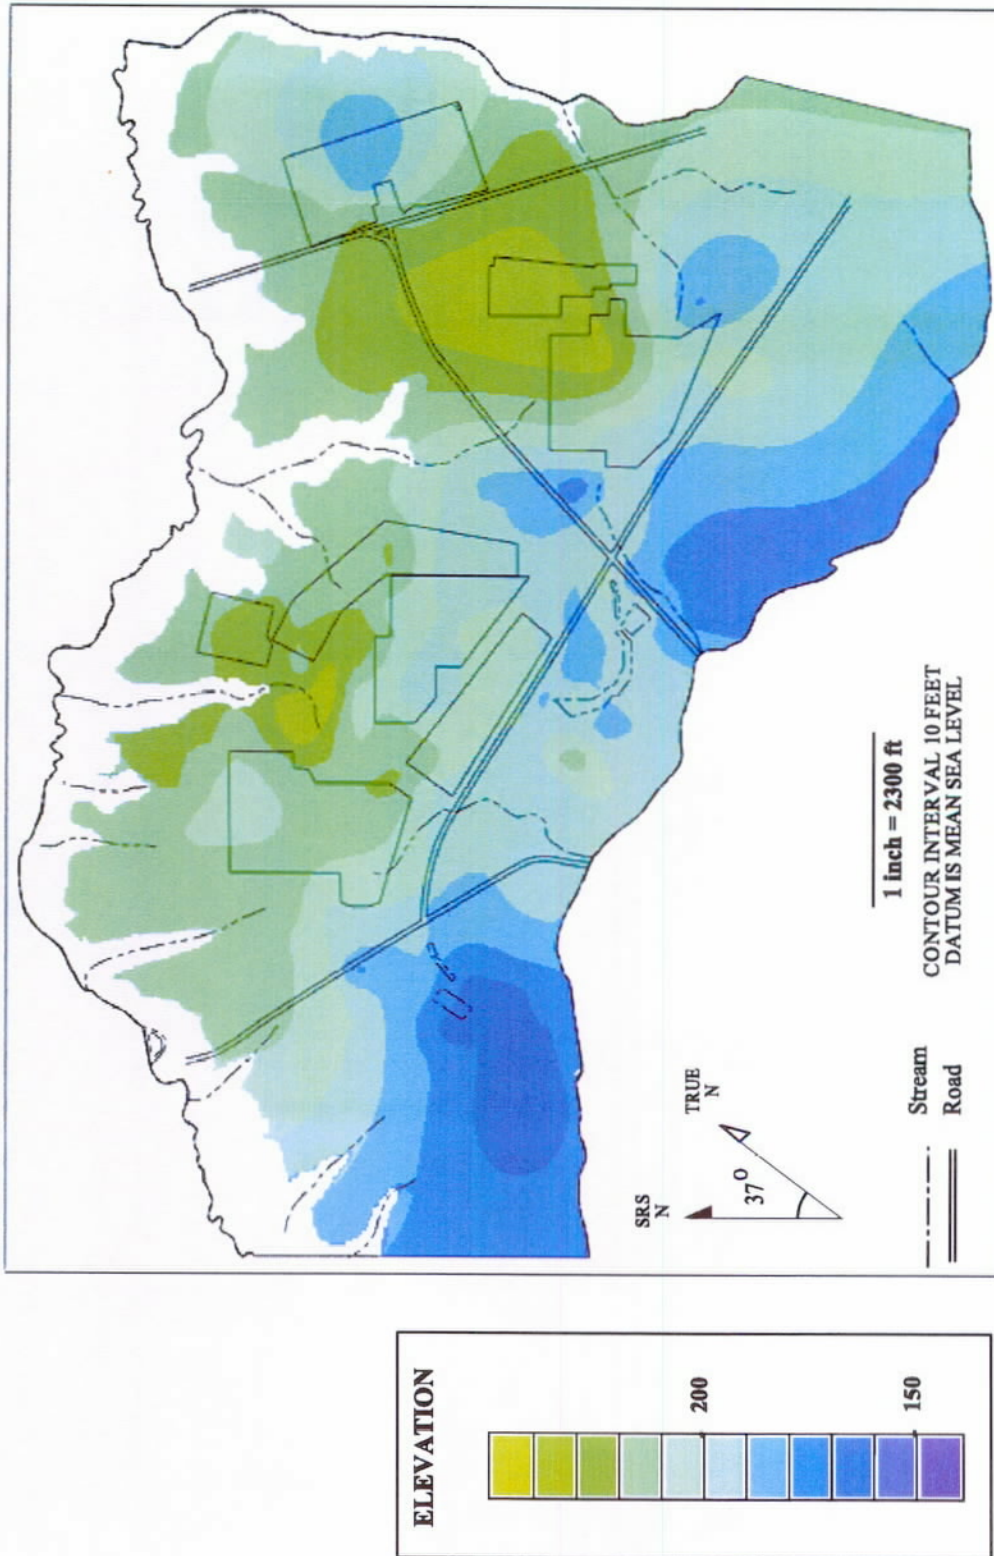 ELEVATION
200
150
SRS
N
TRUE
N
37°
Stream
Road
1 inch = 2300 ft
CONTOUR INTERVAL 10 FEET
DATUM IS MEAN SEA LEVEL